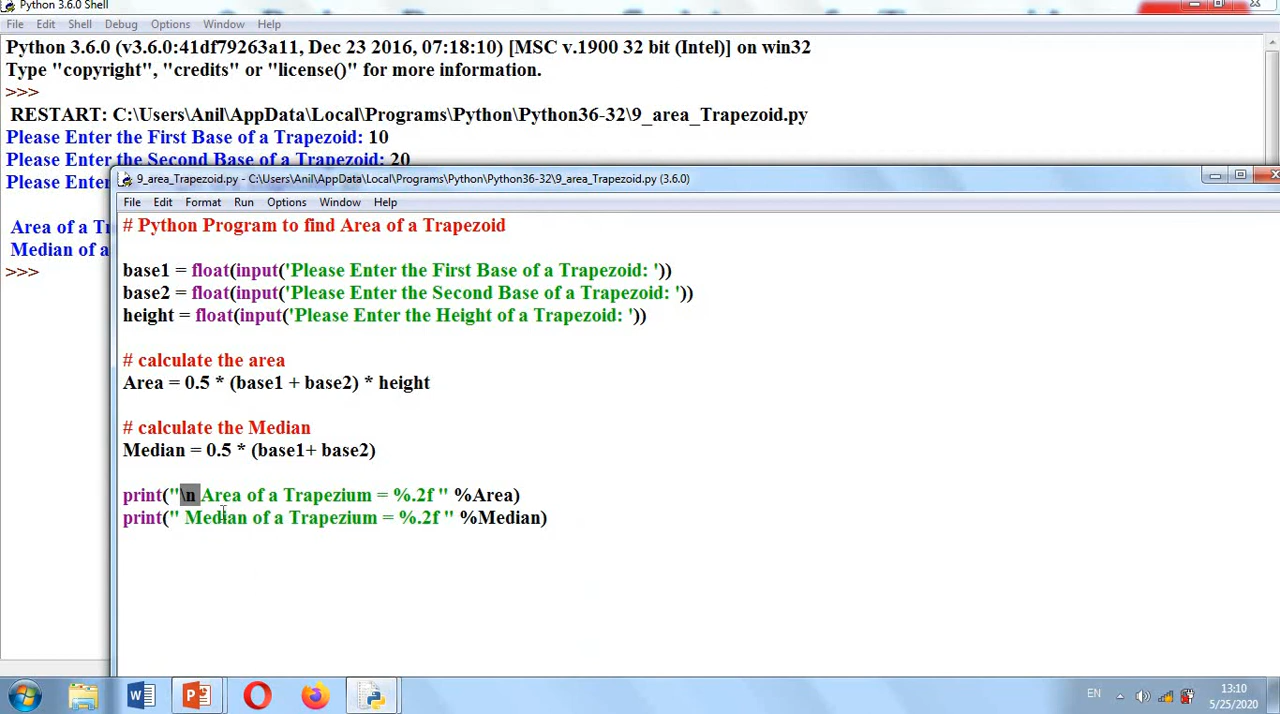 Python 3.6.0 Shell
File Edit Shell Debug Options Window Help
Python 3.6.0 (v3.6.0:41df79263a11, Dec 23 2016, 07:18:10) [MSC v.1900 32 bit (Intel)] on win32
Type "copyright", "credits" or "license()" for more information.
>>>
RESTART: C:\Users\Anil\AppData\Local\Programs\Python\Python36-32\9_area_Trapezoid.py
Please Enter the First Base of a Trapezoid: 10
Please Enter the Second Base of a Trapezoid: 20
Please Enter
Area of a
Median of a
>>>
9_area_Trapezoid.py - C:\Users\Anil\AppData\Local\Programs\Python\Python36-32\9_area_Trapezoid.py (3.6.0)
File Edit Format Run Options Window Help
# Python Program to find Area of a Trapezoid
base1 = float(input('Please Enter the First Base of a Trapezoid: '))
base2 = float(input('Please Enter the Second Base of a Trapezoid: '))
height = float(input('Please Enter the Height of a Trapezoid: '))
# calculate the area
Area = 0.5 * (base1 + base2) * height
# calculate the Median
Median = 0.5 * (base1+ base2)
print("\n Area of a Trapezium = %.2f " %Area)
print(" Median of a Trapezium = %.2f " %Median)
EN
13:10
5/25/2020